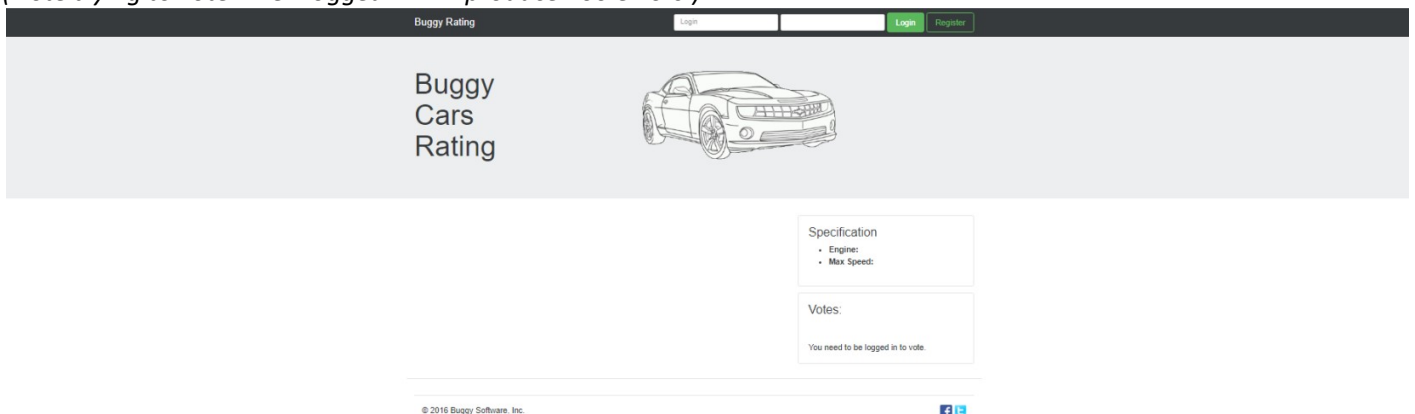 Buggy Rating
Login
Login
Register
Buggy
Cars
Rating
Specification
• Engine:
• Max Speed:
Votes:
You need to be logged in to vote.
© 2016 Buggy Software, Inc.